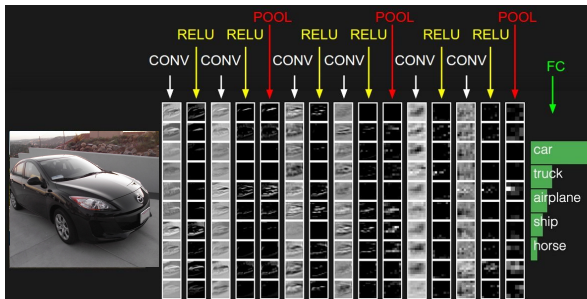 POOL POOL POOL
RELU RELU RELU RELU RELU RELU
CONV CONV CONV CONV CONV CONV
FC
car
truck
airplane
ship
horse